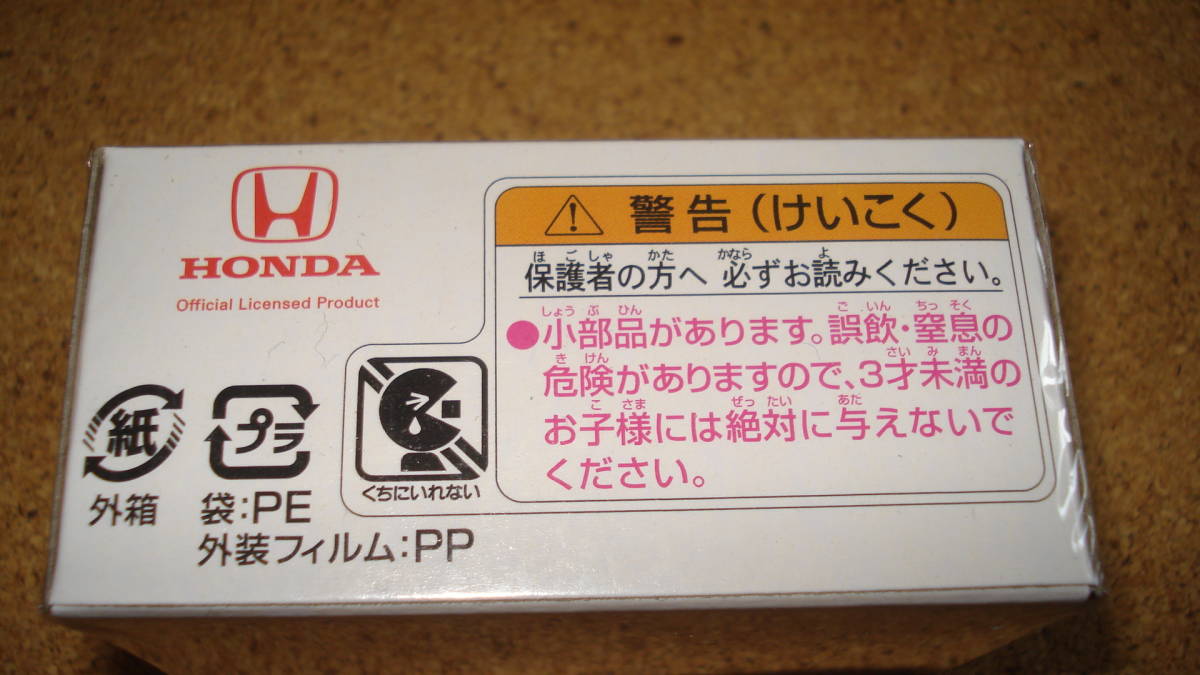 HONDA
Official Licensed Product
紙
外箱
プラ
袋:PE
外装フィルム:PP
くちにいれない
警告(けいこく)
ほごしゃ かた かなら よ
保護者の方へ 必ずお読みください。
しょうぶひん ごいん ちっそく
●小部品があります。誤飲・窒息の
きけん さいみまん
危険がありますので、3才未満の
こさま ぜったい あた
お子様には絶対に与えないで
ください。